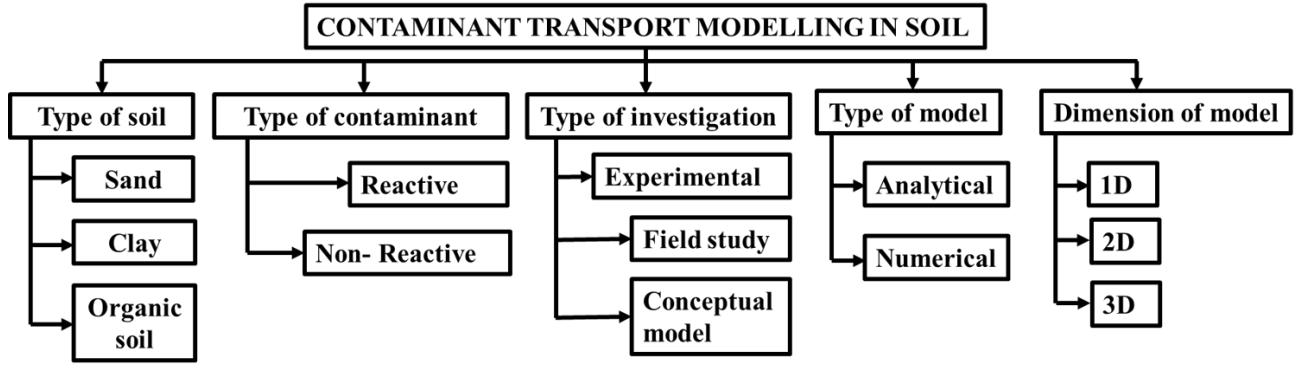 CONTAMINANT TRANSPORT MODELLING IN SOIL
Type of soil
Sand
Clay
Organic
soil
Type of contaminant
Reactive
Non- Reactive
Type of investigation
Experimental
Field study
Conceptual
model
Type of model
Analytical
Numerical
Dimension of model
1D
2D
3D